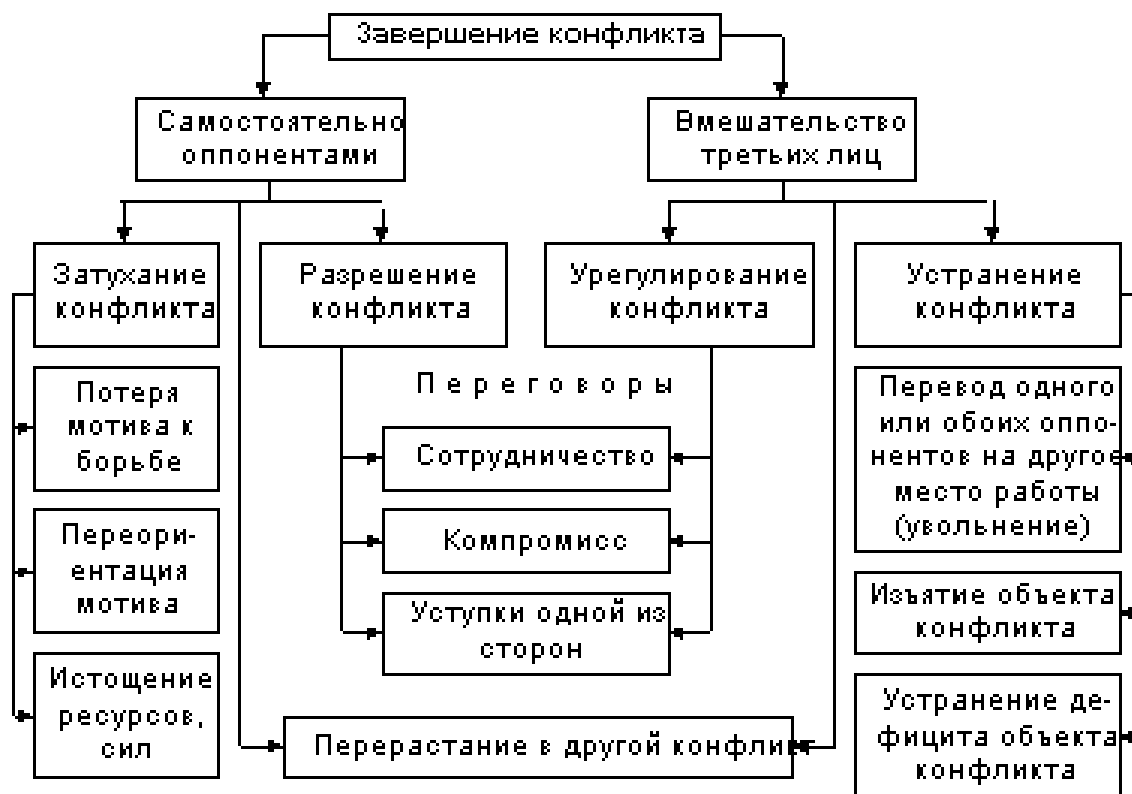 Завершение конфликта
Самостоятельно
оппонентами
Вмешательство
третьих лиц
Затухание
конфликта
Разрешение
конфликта
Урегулирование
конфликта
Устранение
конфликта
Переговоры
Потеря
мотива к
борьбе
Переори-
ентация
мотива
Истощение
ресурсов,
сил
Сотрудничество
Компромисс
Уступки одной из
сторон
Перерастание в другой конфликт
Перевод одного
или обоих оппо-
нентов на другое
место работы
(увольнение)
Изъятие объекта
конфликта
Устранение де-
фицита объекта
конфликта